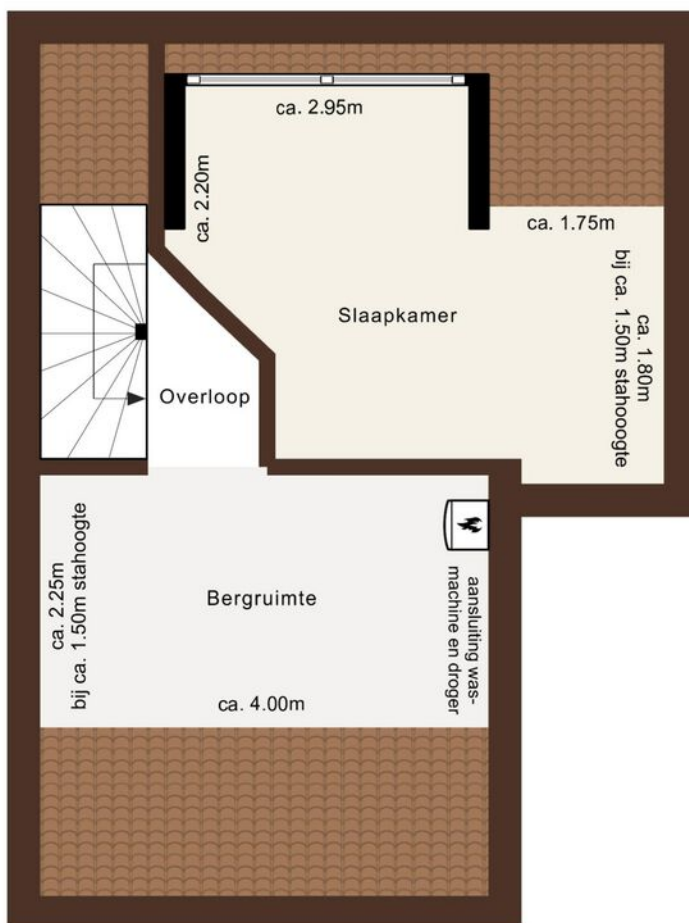 ca. 2.95m
ca. 2.20m
ca. 1.75m
ca. 1.80m
bij ca. 1.50m stahooogte
Slaapkamer
Overloop
ca. 2.25m
bij ca. 1.50m stahoogte
Bergruimte
aansluiting was-
machine en droger
ca. 4.00m